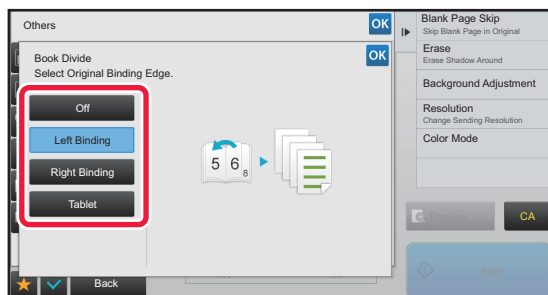 Others
OK
Book Divide
OK
Select Original Binding Edge.
Off
Left Binding
Right Binding
Tablet
5 6 8
Back
Blank Page Skip
Skip Blank Page in Original
Erase
Erase Shadow Around
Background Adjustment
Resolution
Change Sending Resolution
Color Mode
Preview
CA
Start